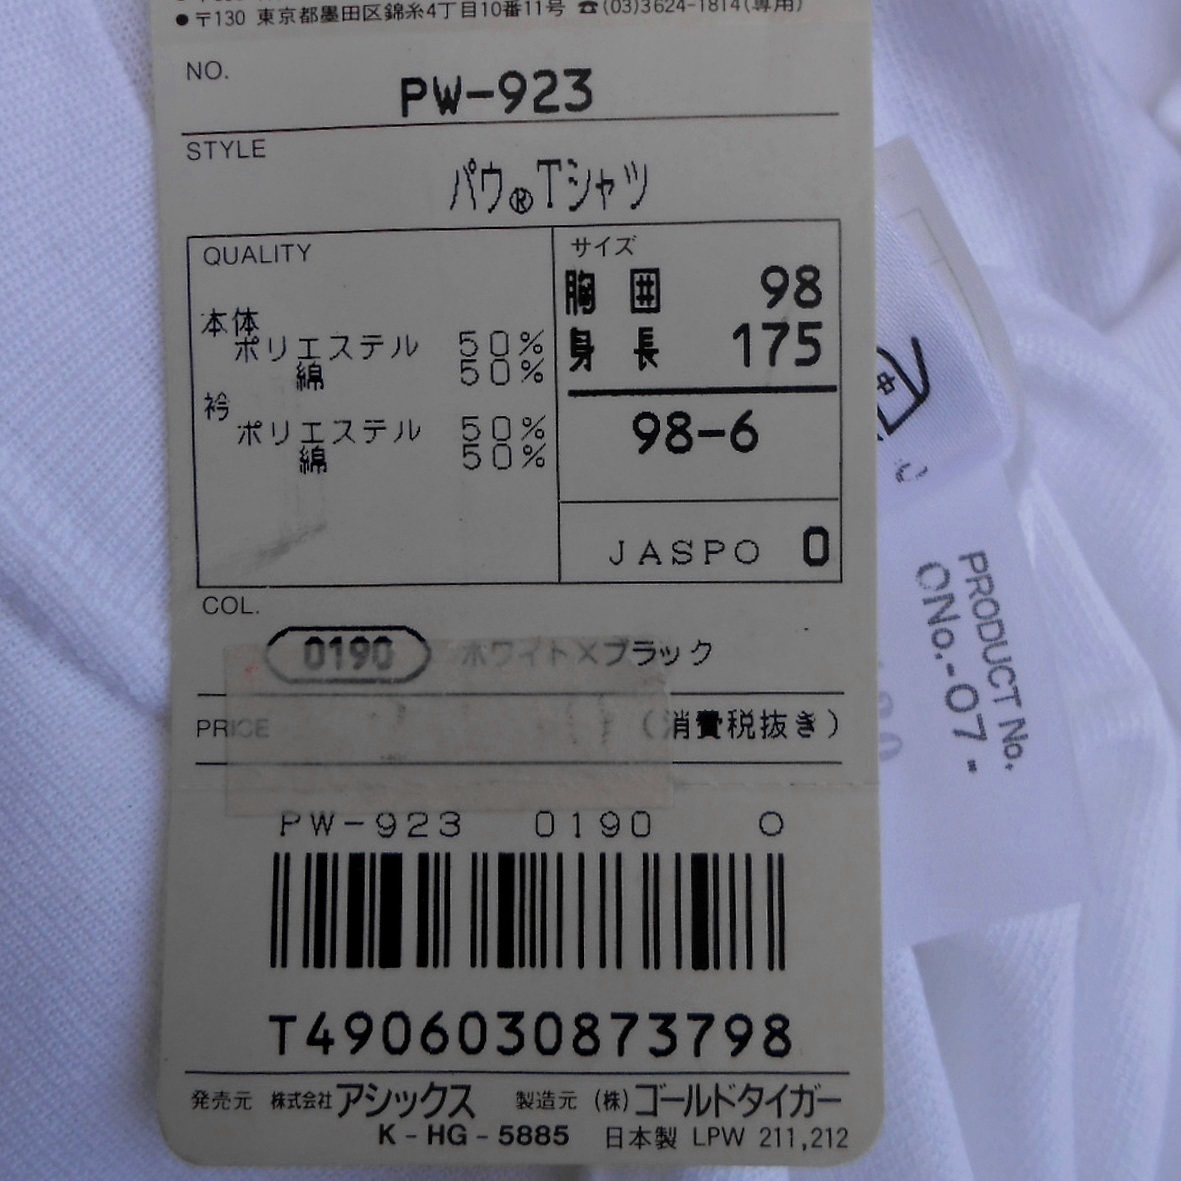 ●〒130 東京都墨田区錦糸4丁目10番11号 ☎(03)3624-1814(専用)
NO. PW-923
STYLE
パウ®Tシャツ
QUALITY
本体
ポリエステル 50%
綿 50%
衿
ポリエステル 50%
綿 50%
サイズ
胸囲 98
身長 175
98-6
JASPO O
COL.
0190 ホワイト×ブラック
PRICE (消費税抜き)
PW-923 0190 O
T4906030873798
発売元 株式会社アシックス 製造元 (株)ゴールドタイガー
K-HG-5885 日本製 LPW 211,212
中
PRODUCT No.
ONo.-07-